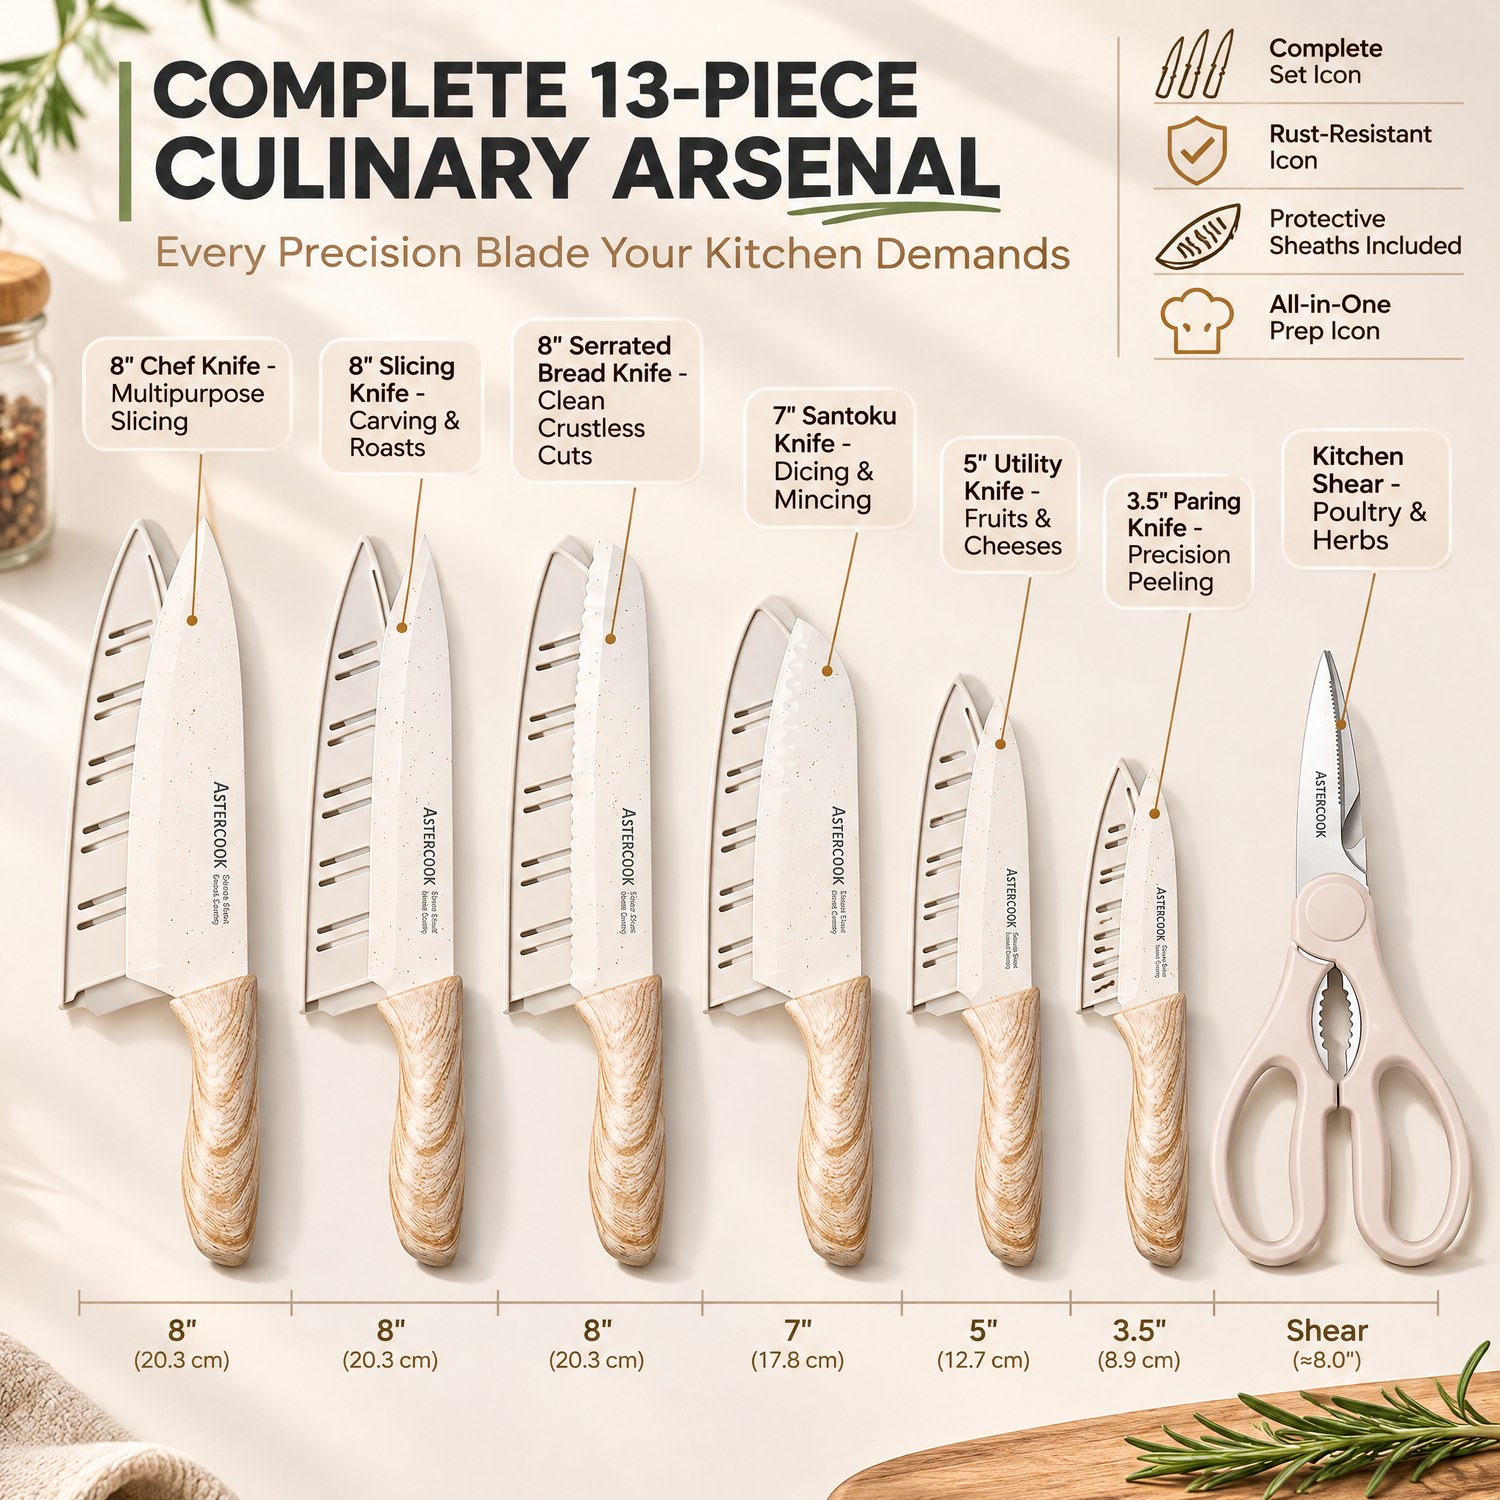 COMPLETE 13-PIECE
CULINARY ARSENAL
Every Precision Blade Your Kitchen Demands
Complete
Set Icon
Rust-Resistant
Icon
Protective
Sheaths Included
All-in-One
Prep Icon
8" Chef Knife -
Multipurpose
Slicing
8" Slicing
Knife -
Carving &
Roasts
8" Serrated
Bread Knife -
Clean
Crustless
Cuts
7" Santoku
Knife -
Dicing &
Mincing
5" Utility
Knife -
Fruits &
Cheeses
3.5" Paring
Knife -
Precision
Peeling
Kitchen
Shear -
Poultry &
Herbs
ASTERCOOK
ASTERCOOK
ASTERCOOK
ASTERCOOK
ASTERCOOK
ASTERCOOK
ASTERCOOK
8"
(20.3 cm)
8"
(20.3 cm)
8"
(20.3 cm)
7"
(17.8 cm)
5"
(12.7 cm)
3.5"
(8.9 cm)
Shear
(≈8.0")